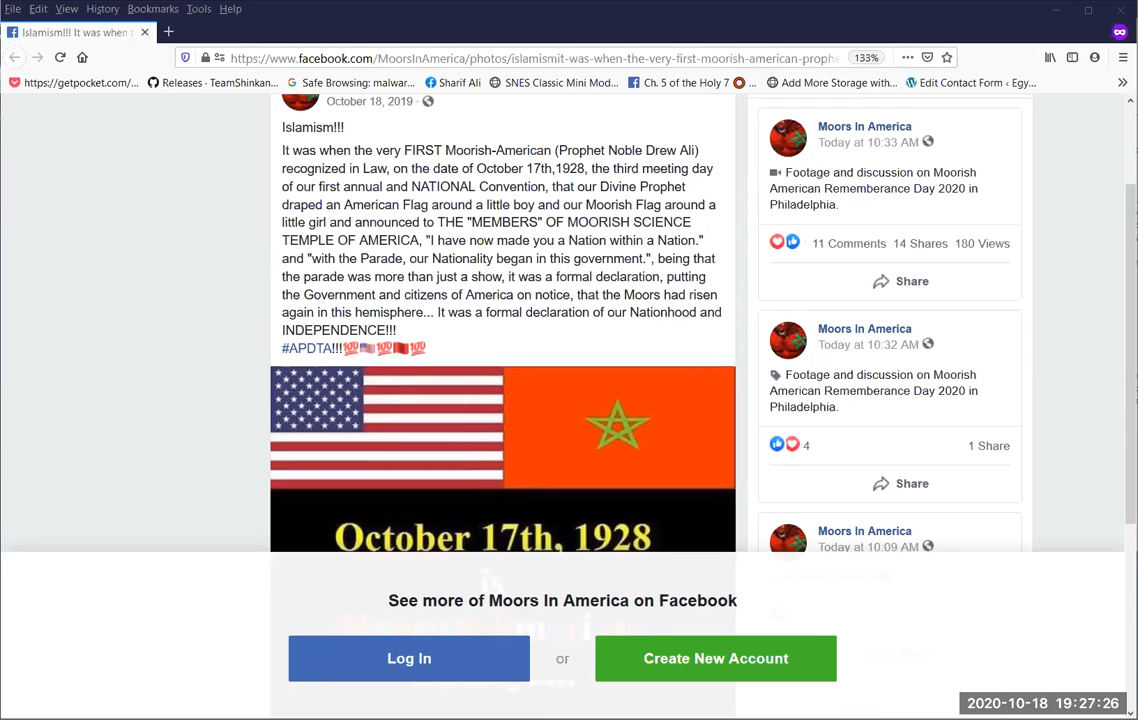 File Edit View History Bookmarks Tools Help
Islamism!!! It was when t
https://www.facebook.com/MoorsInAmerica/photos/islamismit-was-when-the-very-first-moorish-american-prophe
133%
https://getpocket.com/... Releases · TeamShinkan... Safe Browsing: malwar... Sharif Ali SNES Classic Mini Mod... Ch. 5 of the Holy 7 ... Add More Storage with... Edit Contact Form ‹ Egy...
October 18, 2019 ·
Islamism!!!
It was when the very FIRST Moorish-American (Prophet Noble Drew Ali)
recognized in Law, on the date of October 17th,1928, the third meeting day
of our first annual and NATIONAL Convention, that our Divine Prophet
draped an American Flag around a little boy and our Moorish Flag around a
little girl and announced to THE "MEMBERS" OF MOORISH SCIENCE
TEMPLE OF AMERICA, "I have now made you a Nation within a Nation."
and "with the Parade, our Nationality began in this government.", being that
the parade was more than just a show, it was a formal declaration, putting
the Government and citizens of America on notice, that the Moors had risen
again in this hemisphere... It was a formal declaration of our Nationhood and
INDEPENDENCE!!!
#APDTA!!!💯🇺🇸💯🇲🇦💯
October 17th, 1928
is
Moors In America
Today at 10:33 AM
Footage and discussion on Moorish
American Rememberance Day 2020 in
Philadelphia.
11 Comments 14 Shares 180 Views
Share
Moors In America
Today at 10:32 AM
Footage and discussion on Moorish
American Rememberance Day 2020 in
Philadelphia.
4 1 Share
Share
Moors In America
Today at 10:09 AM
See more of Moors In America on Facebook
Log In or Create New Account
2020-10-18 19:27:26